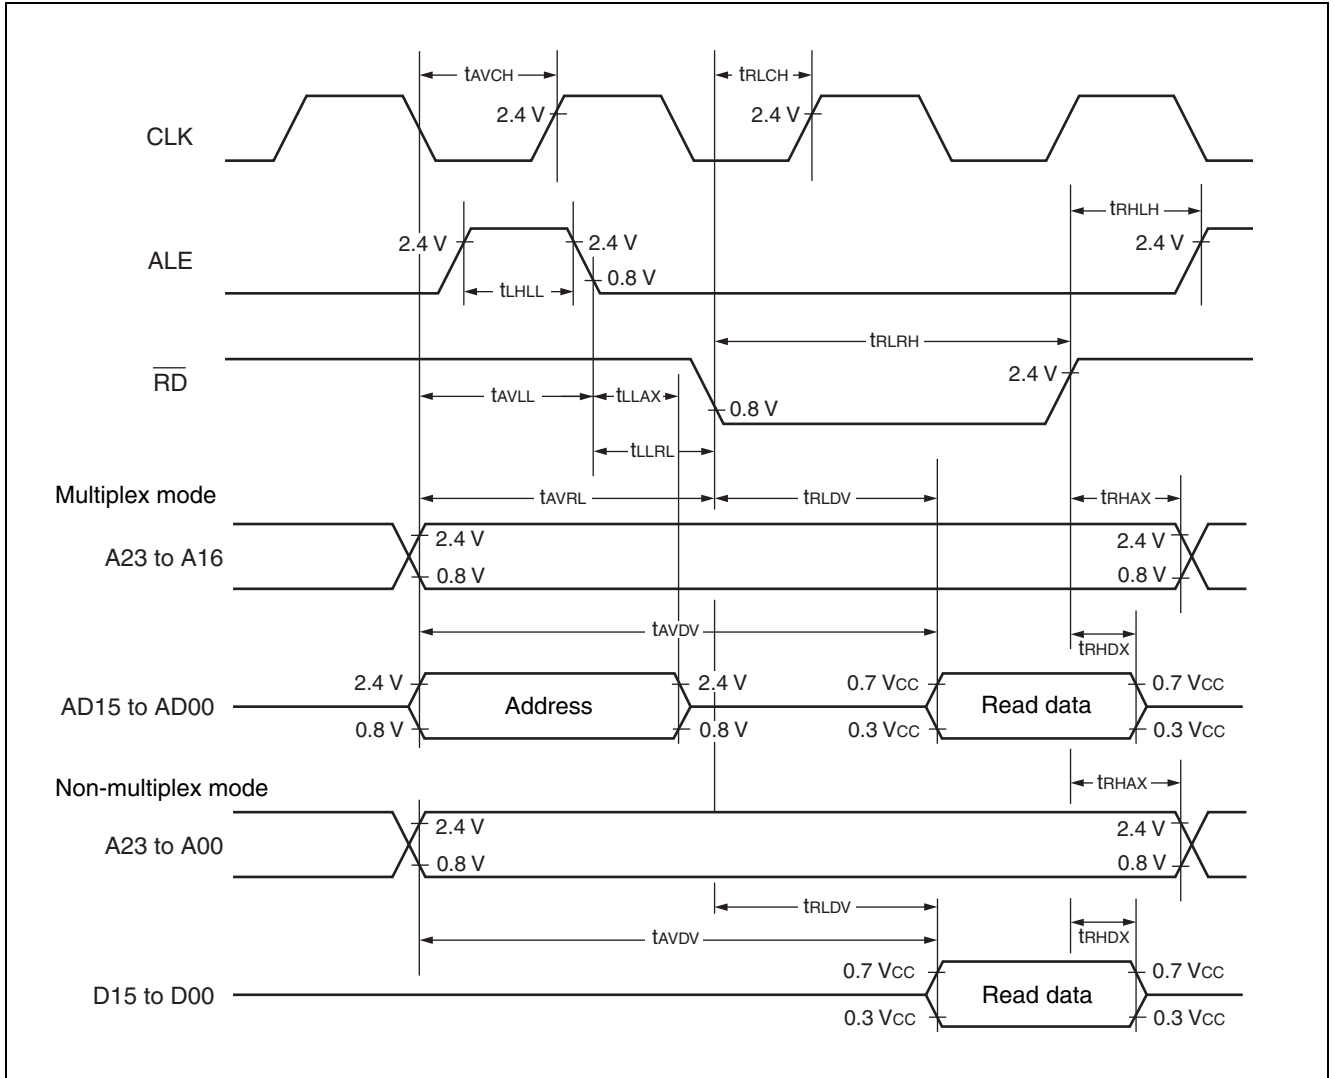 tAVCH
tRLCH
2.4 V
2.4 V
CLK
tRHLH
2.4 V
2.4 V
2.4 V
ALE
0.8 V
tLHLL
tRLRH
RD
2.4 V
tAVLL
tLLAX
0.8 V
tLLRL
Multiplex mode
tAVRL
tRLDV
tRHAX
2.4 V
2.4 V
A23 to A16
0.8 V
0.8 V
tAVDV
tRHDX
2.4 V
2.4 V
0.7 VCC
0.7 VCC
AD15 to AD00
Address
Read data
0.8 V
0.8 V
0.3 VCC
0.3 VCC
Non-multiplex mode
tRHAX
2.4 V
2.4 V
A23 to A00
0.8 V
0.8 V
tRLDV
tAVDV
tRHDX
0.7 VCC
0.7 VCC
D15 to D00
Read data
0.3 VCC
0.3 VCC